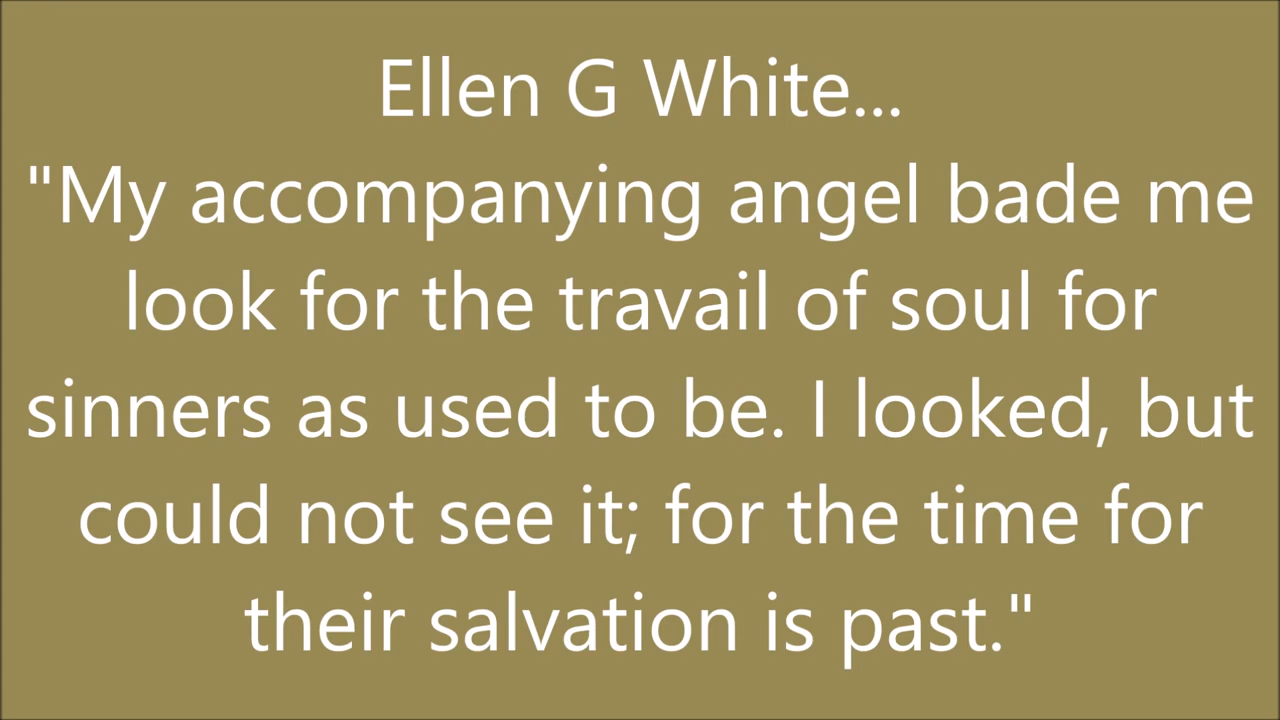 Ellen G White...
"My accompanying angel bade me
look for the travail of soul for
sinners as used to be. I looked, but
could not see it; for the time for
their salvation is past."